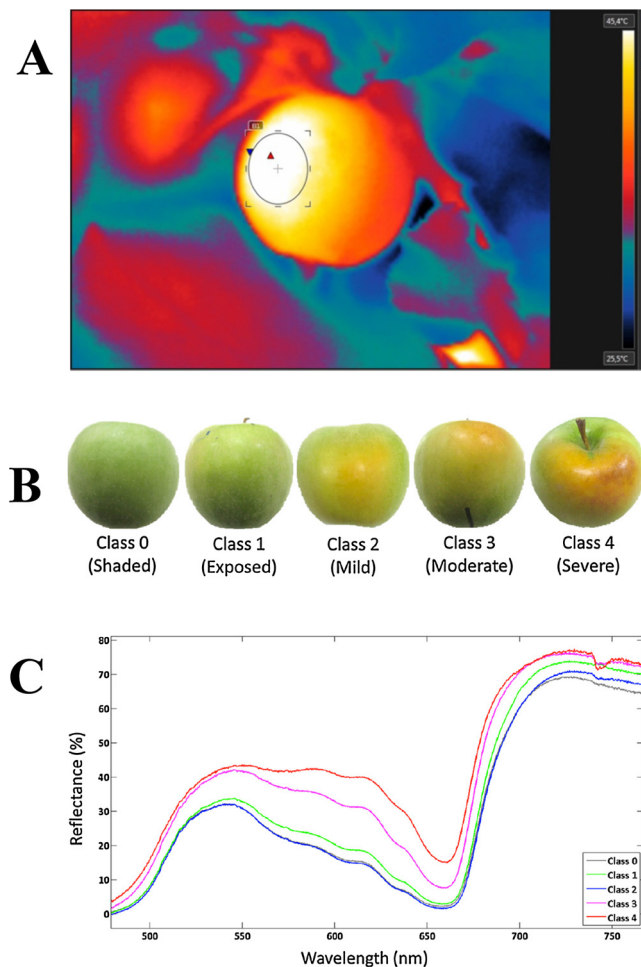 A
45,4°C
25,5°C
B
Class 0 Class 1 Class 2 Class 3 Class 4
(Shaded) (Exposed) (Mild) (Moderate) (Severe)
C
80
70
60
50
40
30
20
10
0
Reflectance (%)
500 550 600 650 700 750
Wavelength (nm)
Class 0
Class 1
Class 2
Class 3
Class 4